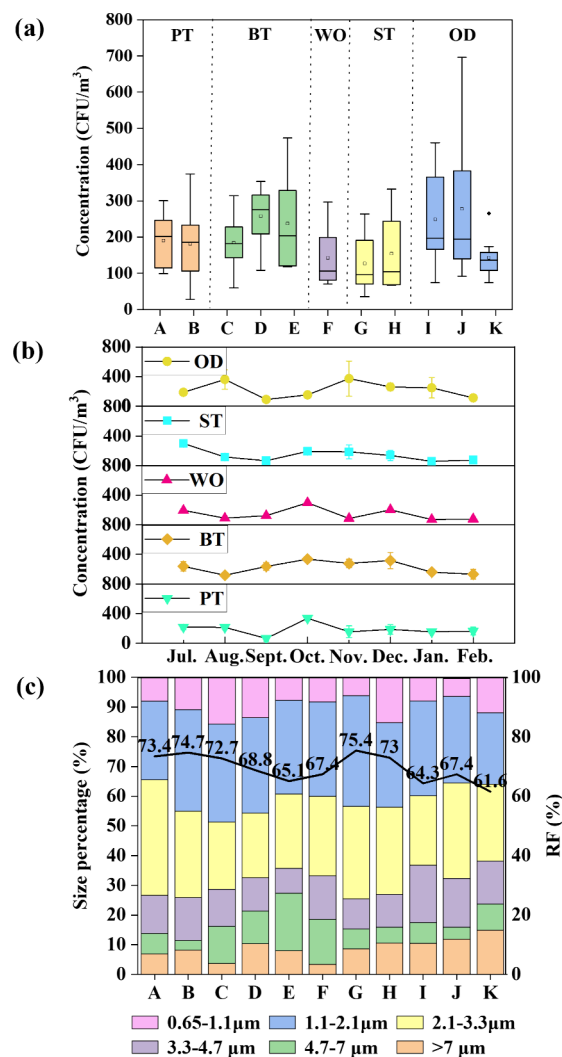 (a)
PT BT WO ST OD
Concentration (CFU/m³)
800
700
600
500
400
300
200
100
0
A B C D E F G H I J K
(b)
Concentration (CFU/m³)
800
OD
400
0
800
ST
400
0
800
WO
400
0
800
BT
400
0
800
PT
400
0
Jul. Aug. Sept. Oct. Nov. Dec. Jan. Feb.
(c)
Size percentage (%)
100
90
80
70
60
50
40
30
20
10
0
73.4 74.7 72.7 68.8 65.1 67.4 75.4 73 64.3 67.4 61.6
100
80
60
40
20
0
RF (%)
A B C D E F G H I J K
0.65-1.1μm 1.1-2.1μm 2.1-3.3μm
3.3-4.7 μm 4.7-7 μm >7 μm